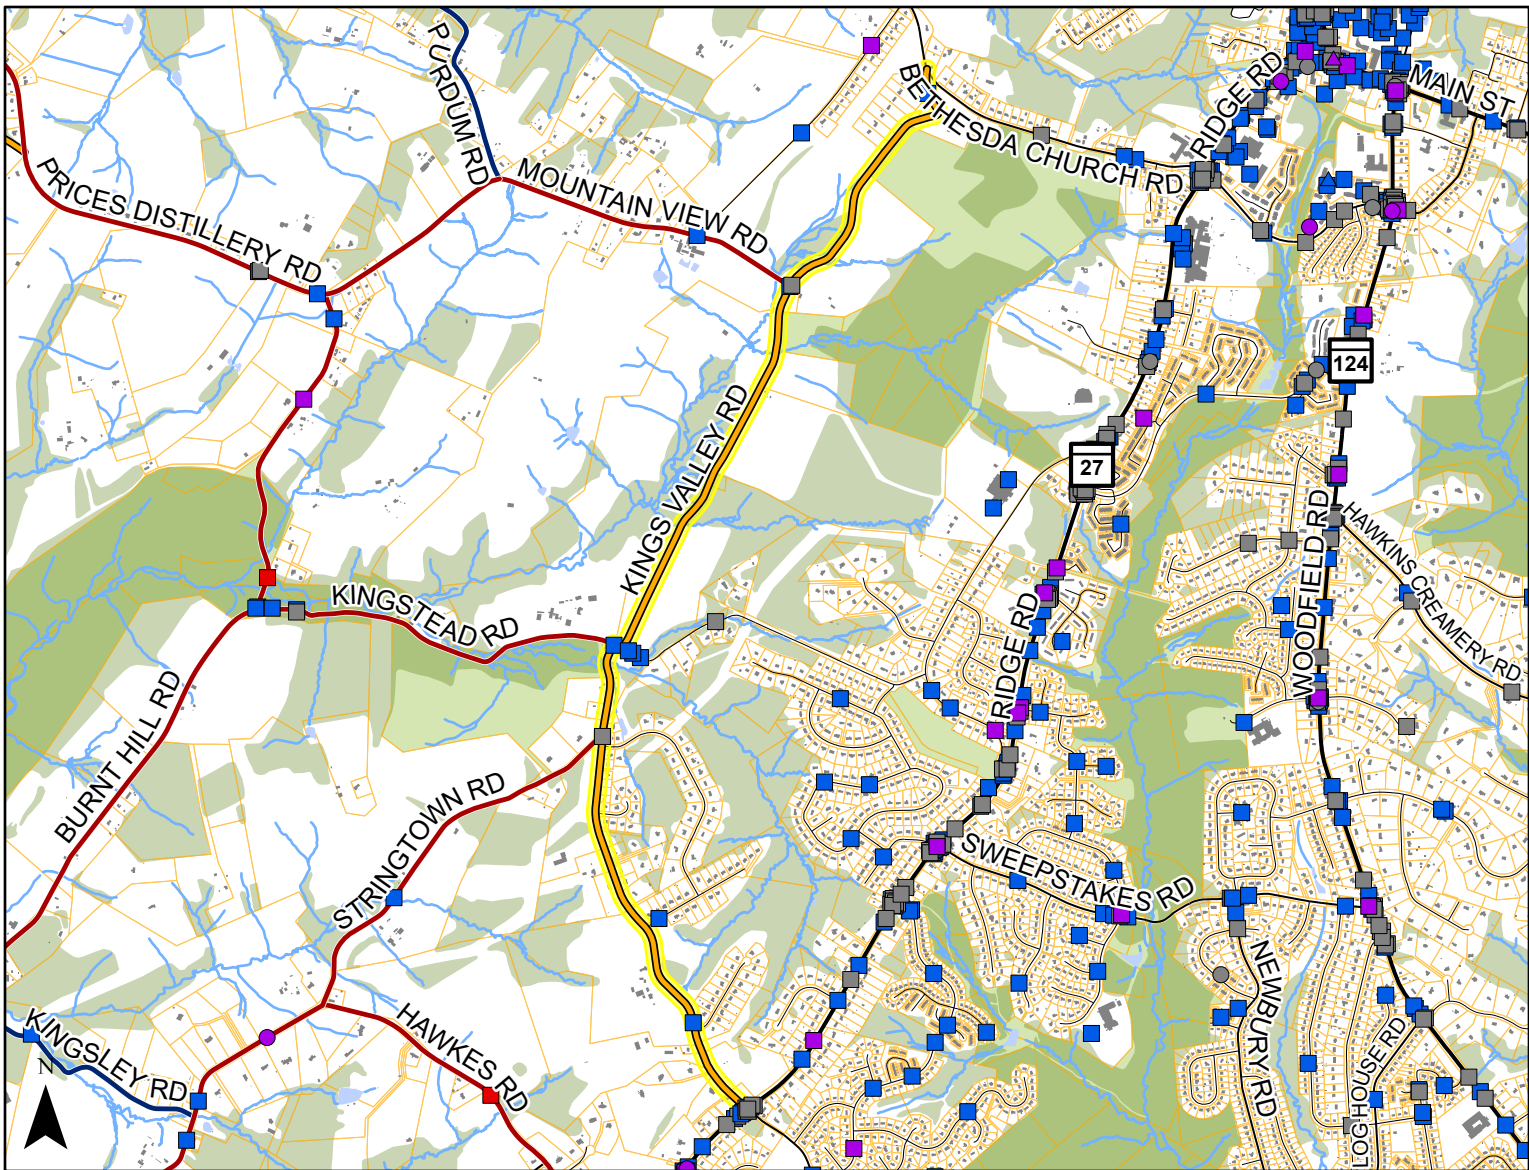 PURDUM RD
BETHESDA CHURCH RD
RIDGE RD
MAIN ST
PRICES DISTILLERY RD
MOUNTAIN VIEW RD
124
27
KINGS VALLEY RD
WOODFIELD RD
HAWKINS CREAMERY RD
KINGSTEAD RD
RIDGE RD
BURNT HILL RD
STRINGTOWN RD
SWEEPSTAKES RD
NEWBURY RD
HAWKES RD
KINGSLEY RD
LOGHOUSE RD
N